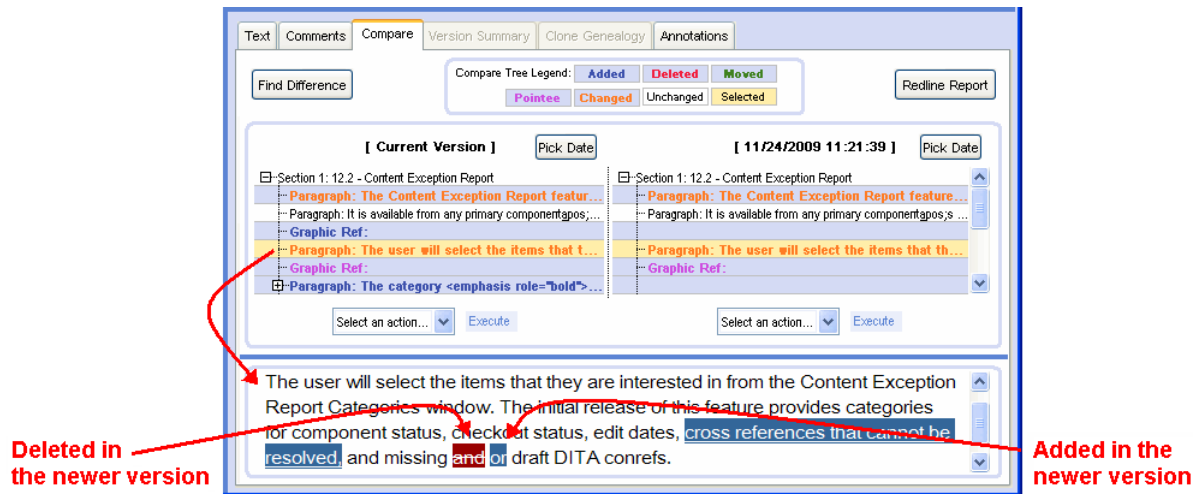 Text Comments Compare Version Summary Clone Genealogy Annotations
Find Difference
Compare Tree Legend: Added Deleted Moved
Pointee Changed Unchanged Selected
Redline Report
[ Current Version ] Pick Date [ 11/24/2009 11:21:39 ] Pick Date
Section 1: 12.2 - Content Exception Report
Paragraph: The Content Exception Report featur...
Paragraph: It is available from any primary component&apos;...
Graphic Ref:
Paragraph: The user will select the items that t...
Graphic Ref:
Paragraph: The category <emphasis role="bold">...
Section 1: 12.2 - Content Exception Report
Paragraph: The Content Exception Report feature...
Paragraph: It is available from any primary component&apos;s ...
Paragraph: The user will select the items that th...
Graphic Ref:
Select an action... Execute
Select an action... Execute
The user will select the items that they are interested in from the Content Exception
Report Categories window. The initial release of this feature provides categories
for component status, checkout status, edit dates, cross references that cannot be
resolved, and missing and or draft DITA conrefs.
Deleted in
the newer version
Added in the
newer version